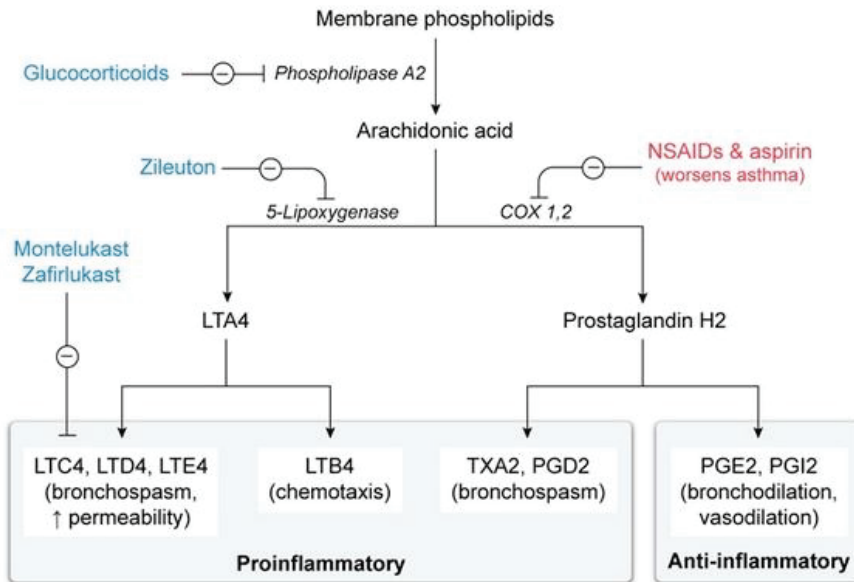 Membrane phospholipids
Glucocorticoids
Phospholipase A2
Arachidonic acid
Zileuton
NSAIDs & aspirin
(worsens asthma)
5-Lipoxygenase
COX 1,2
Montelukast
Zafirlukast
LTA4
Prostaglandin H2
LTC4, LTD4, LTE4
(bronchospasm,
↑ permeability)
LTB4
(chemotaxis)
TXA2, PGD2
(bronchospasm)
PGE2, PGI2
(bronchodilation,
vasodilation)
Proinflammatory
Anti-inflammatory